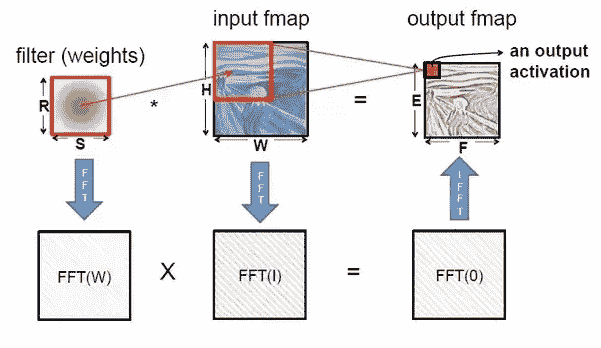 input fmap
output fmap
filter (weights)
an output
activation
R
*
H
=
E
S
W
F
FFT
FFT
IFFT
FFT(W)
X
FFT(I)
=
FFT(0)